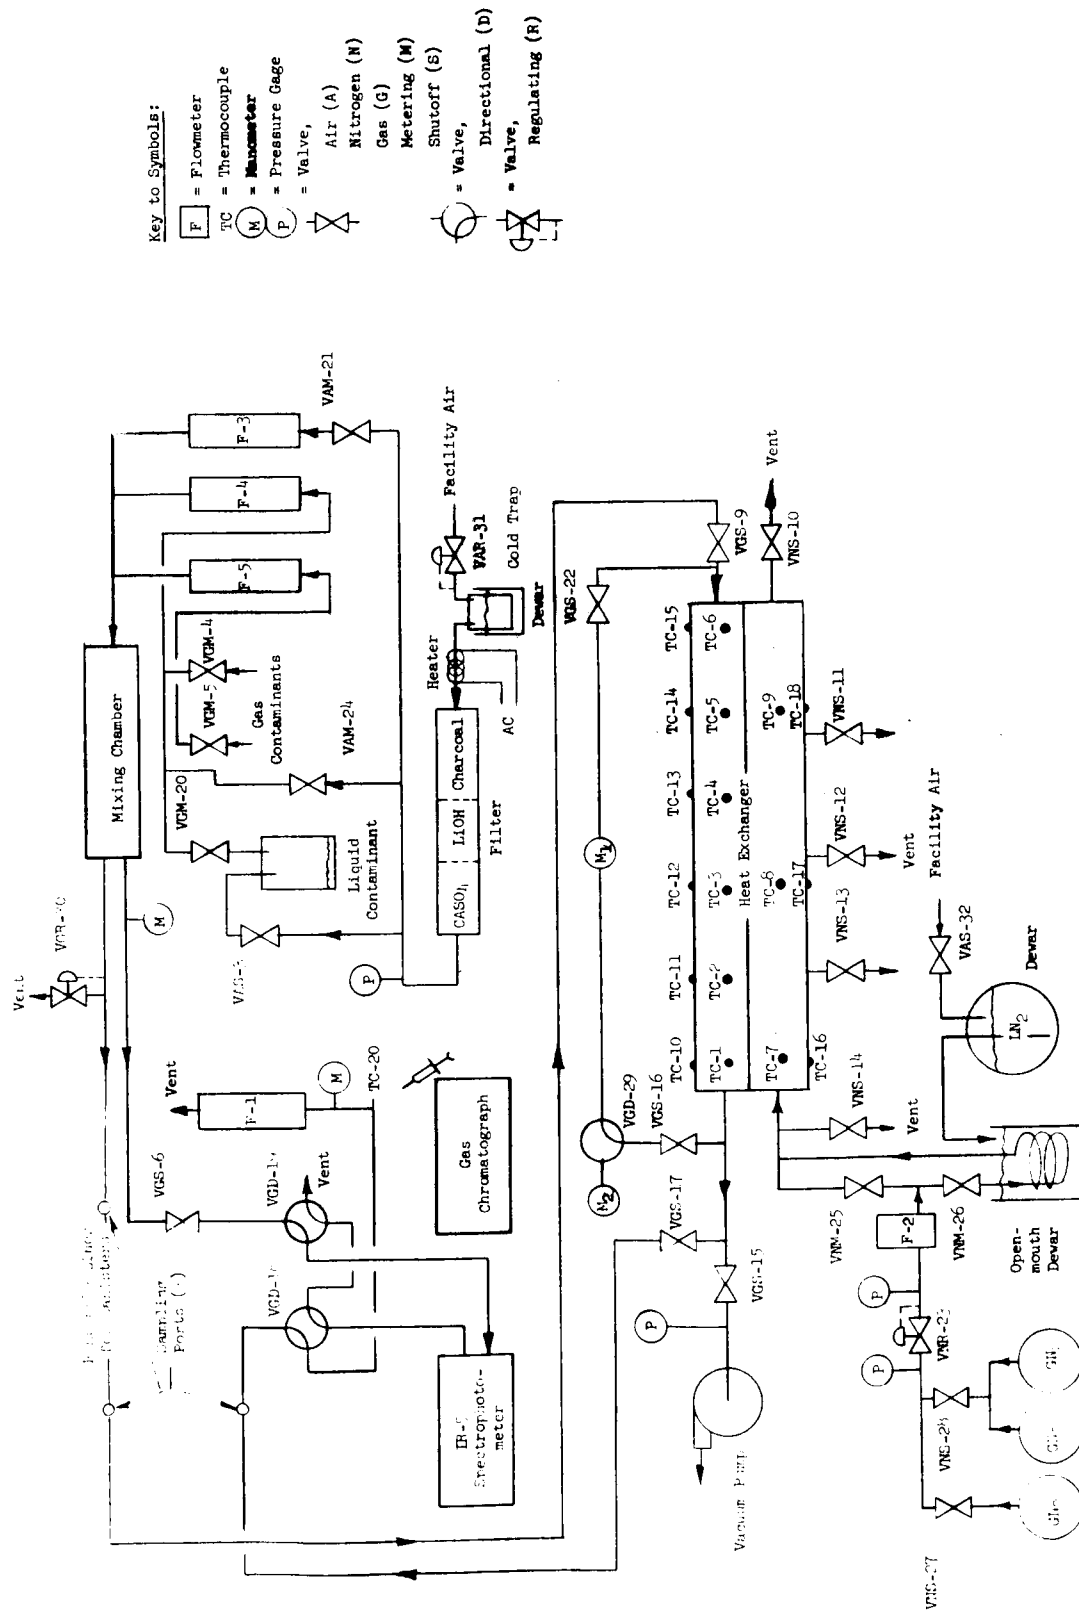 Key to Symbols:
F = Flowmeter
TC = Thermocouple
M = Manometer
P = Pressure Gage
= Valve,
Air (A)
Nitrogen (N)
Gas (G)
Metering (M)
Shutoff (S)
= Valve,
Directional (D)
= Valve,
Regulating (R)
Vent
M
Mixing Chamber
F-5
F-4
F-3
VAM-21
VGM-4
VGM-5
Gas
Contaminants
VGM-20
VAM-24
Liquid
Contaminant
P
CASO4
LiOH
Charcoal
Filter
Heater
AC
Facility Air
VAR-31
Cold Trap
Dewar
Sampling
Ports
VGS-6
Vent
F-1
M
TC-20
Vent
Gas
Chromatograph
Spectrophoto-
meter
VGS-22
VGS-9
M1
M2
VGD-29
VGS-16
VGS-17
VGS-15
P
Vacuum Pump
TC-10
TC-11
TC-12
TC-13
TC-14
TC-15
TC-1
TC-2
TC-3
TC-4
TC-5
TC-6
Heat Exchanger
TC-7
TC-8
TC-9
TC-16
TC-17
TC-18
VNS-10
Vent
VNS-11
VNS-12
Vent
VNS-13
VNS-14
Vent
Facility Air
VAS-32
LN2
Dewar
VNM-25
VNM-26
F-2
Open-
mouth
Dewar
P
P
VNS-28
VNS-27